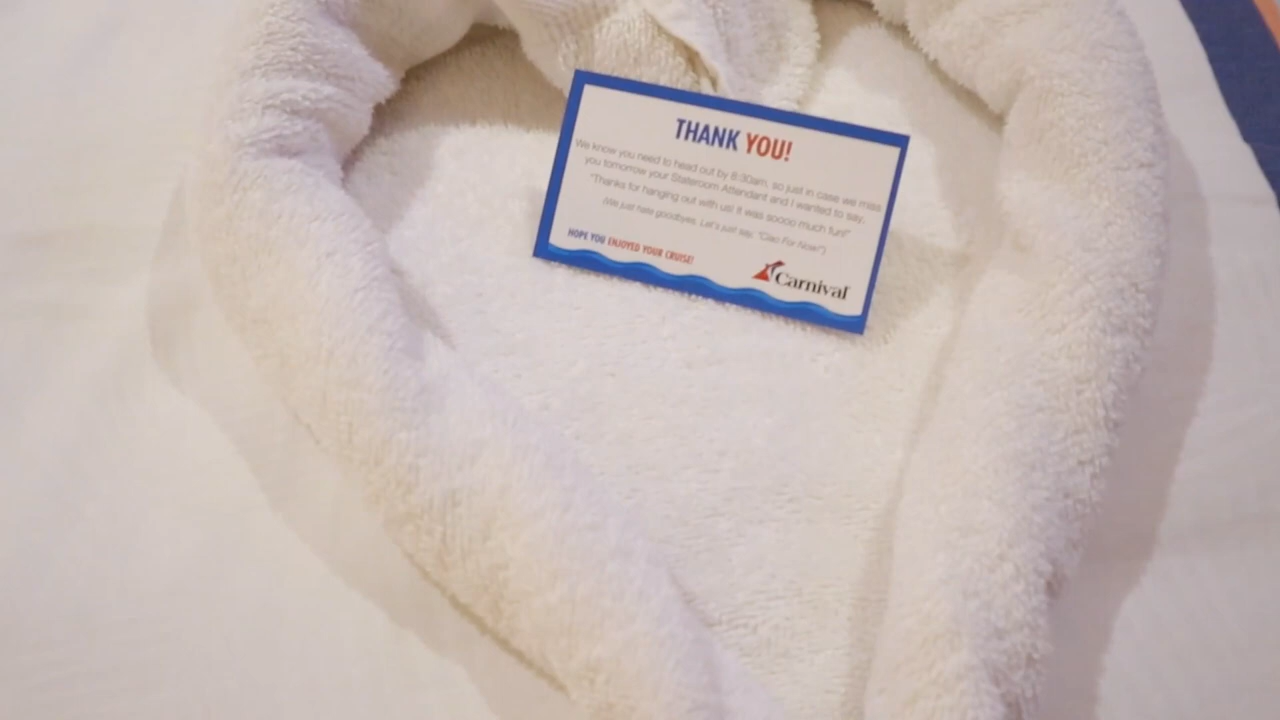 THANK YOU!
We know you need to head out by 8:30am, so just in case we miss
you tomorrow your Stateroom Attendant and I wanted to say,
"Thanks for hanging out with us! It was soooo much fun!"
(We just hate goodbyes. Let's just say, "Ciao For Now!")
HOPE YOU ENJOYED YOUR CRUISE!
Carnival